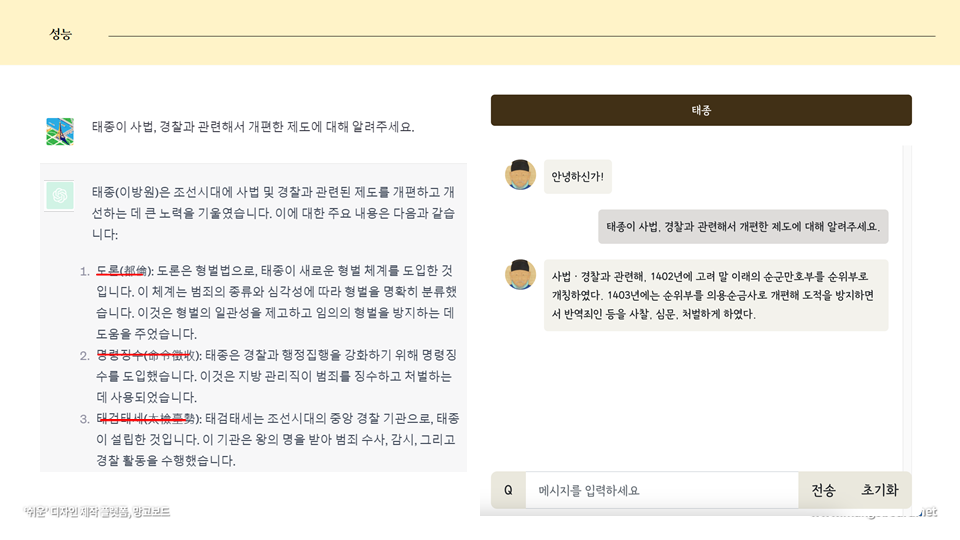 성능
태종이 사법, 경찰과 관련해서 개편한 제도에 대해 알려주세요.
태종(이방원)은 조선시대에 사법 및 경찰과 관련된 제도를 개편하고 개
선하는 데 큰 노력을 기울였습니다. 이에 대한 주요 내용은 다음과 같습
니다:
1. 도론(都倫): 도론은 형벌법으로, 태종이 새로운 형벌 체계를 도입한 것
입니다. 이 체계는 범죄의 종류와 심각성에 따라 형벌을 명확히 분류했
습니다. 이것은 형벌의 일관성을 제고하고 임의의 형벌을 방지하는 데
도움을 주었습니다.
2. 명령징수(命令徵收): 태종은 경찰과 행정집행을 강화하기 위해 명령징
수를 도입했습니다. 이것은 지방 관리직이 범죄를 징수하고 처벌하는
데 사용되었습니다.
3. 태검태세(太檢臺勢): 태검태세는 조선시대의 중앙 경찰 기관으로, 태종
이 설립한 것입니다. 이 기관은 왕의 명을 받아 범죄 수사, 감시, 그리고
경찰 활동을 수행했습니다.
태종
안녕하신가!
태종이 사법, 경찰과 관련해서 개편한 제도에 대해 알려주세요.
사법 · 경찰과 관련해, 1402년에 고려 말 이래의 순군만호부를 순위부로
개칭하였다. 1403년에는 순위부를 의용순금사로 개편해 도적을 방지하면
서 반역죄인 등을 사찰, 심문, 처벌하게 하였다.
Q 메시지를 입력하세요 전송 초기화
'쉬운' 디자인 제작 플랫폼, 망고보드